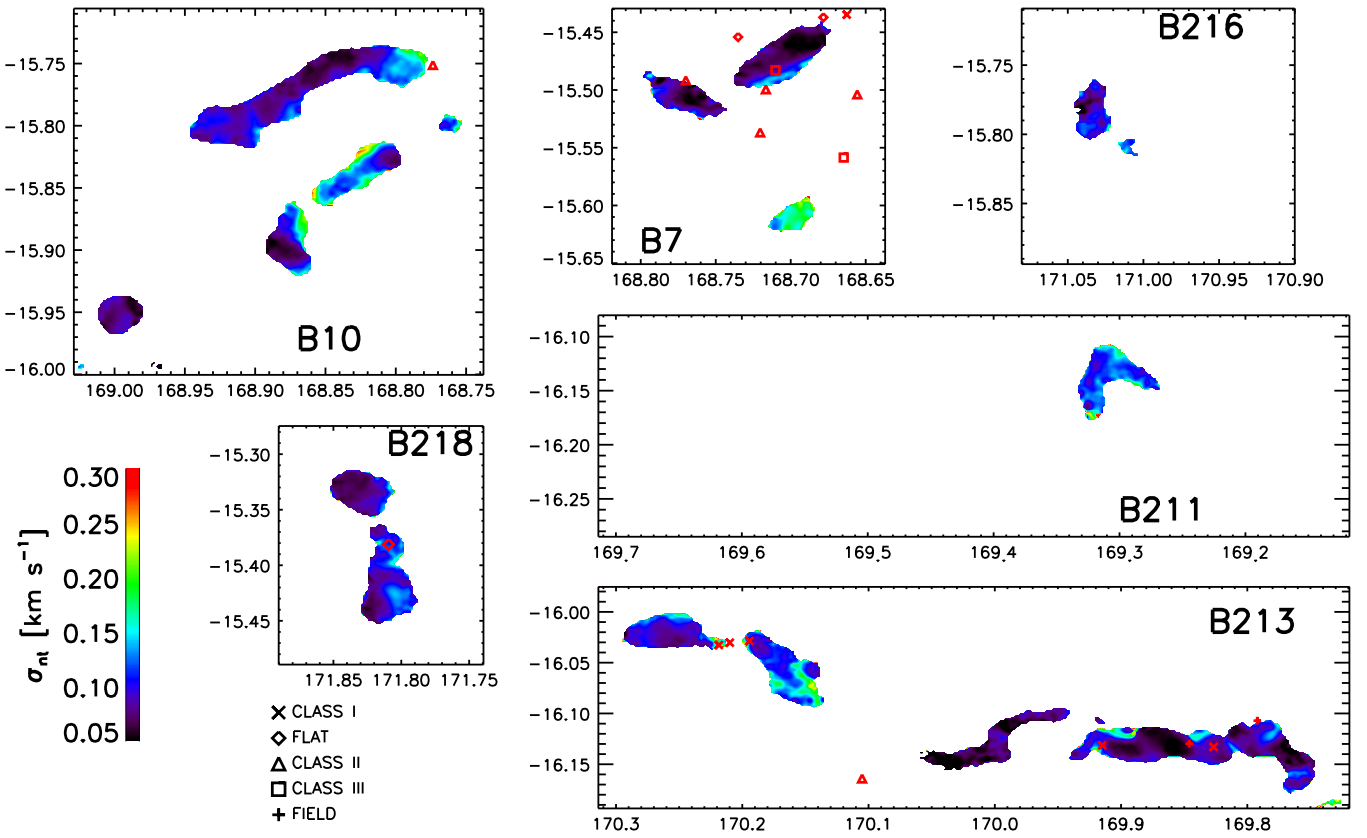 −15.75
−15.80
−15.85
−15.90
−15.95
−16.00
B10
169.00 168.95 168.90 168.85 168.80 168.75
−15.45
−15.50
−15.55
−15.60
−15.65
B7
168.80 168.75 168.70 168.65
B216
−15.75
−15.80
−15.85
171.05 171.00 170.95 170.90
−16.10
−16.15
−16.20
−16.25
B211
169.7 169.6 169.5 169.4 169.3 169.2
B218
−15.30
−15.35
−15.40
−15.45
171.85 171.80 171.75
0.30
0.25
0.20
0.15
0.10
0.05
σnt [km s−1]
CLASS I
FLAT
CLASS II
CLASS III
FIELD
B213
−16.00
−16.05
−16.10
−16.15
170.3 170.2 170.1 170.0 169.9 169.8